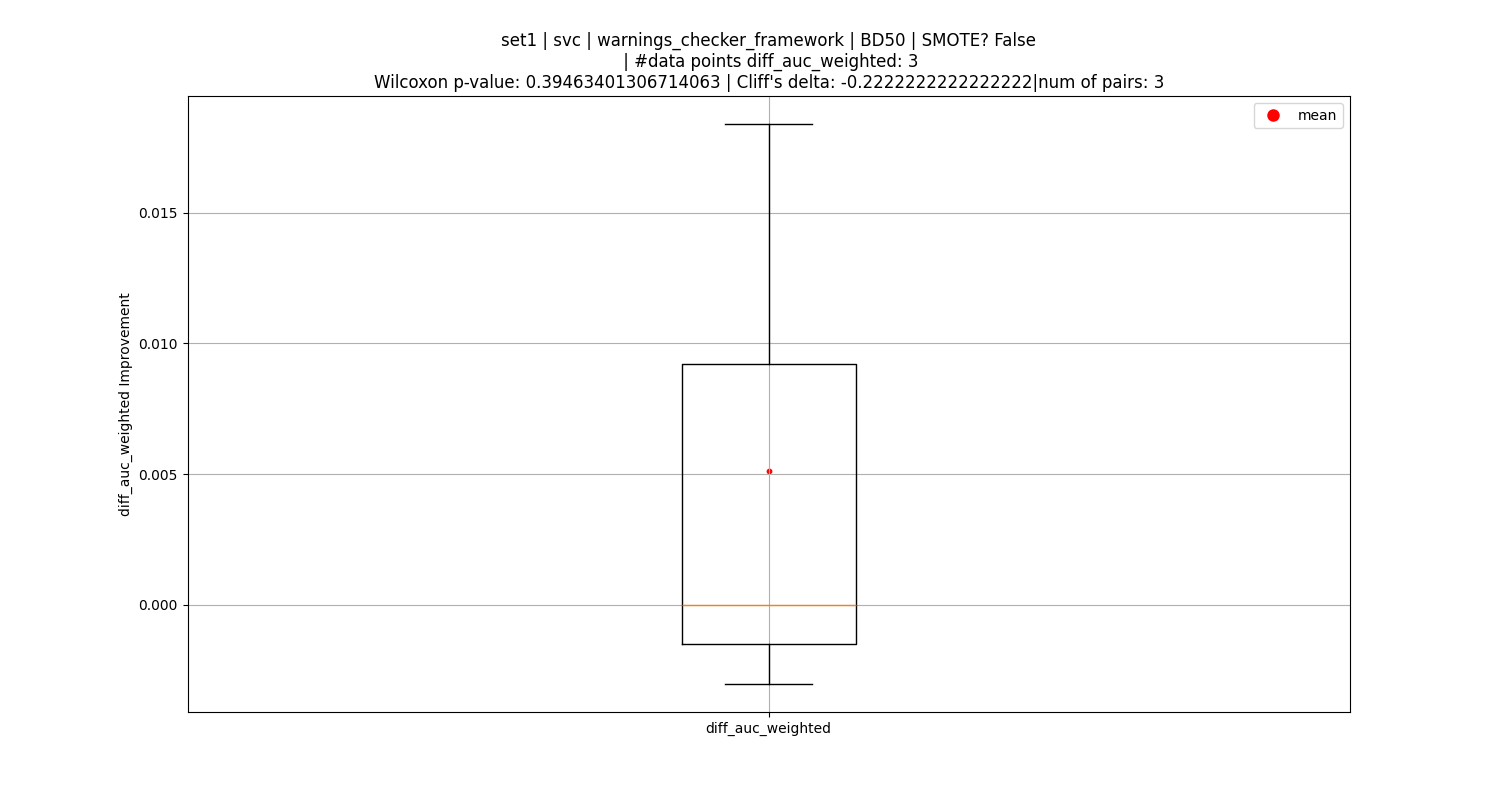 set1 | svc | warnings_checker_framework | BD50 | SMOTE? False
| #data points diff_auc_weighted: 3
Wilcoxon p-value: 0.39463401306714063 | Cliff's delta: -0.2222222222222222|num of pairs: 3
mean
0.015
0.010
0.005
0.000
diff_auc_weighted Improvement
diff_auc_weighted